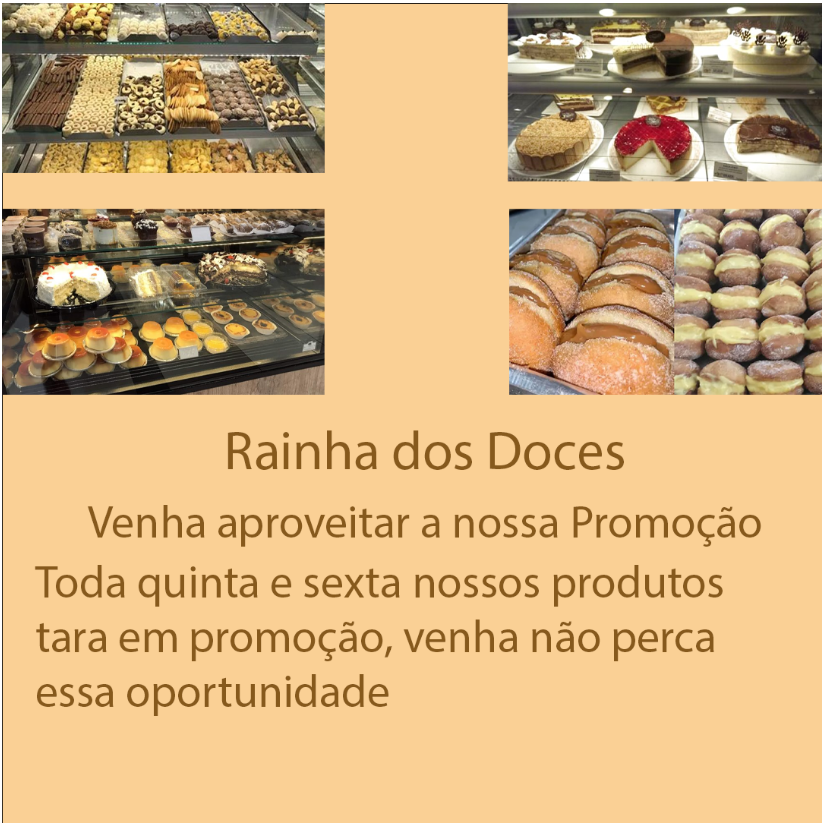 Rainha dos Doces
Venha aproveitar a nossa Promoção
Toda quinta e sexta nossos produtos
tara em promoção, venha não perca
essa oportunidade